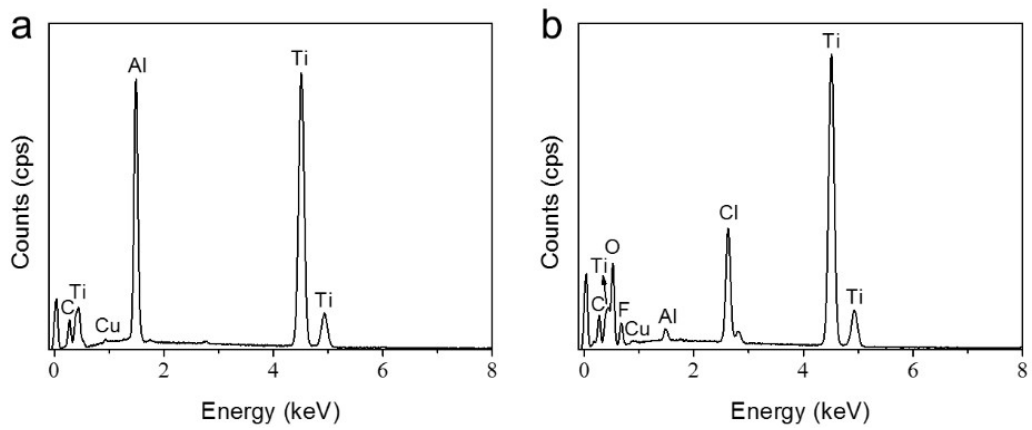 a
Al
Ti
C
Ti
Cu
Ti
Counts (cps)
0 2 4 6 8
Energy (keV)
b
Ti
Cl
O
Ti
C
F
Cu
Al
Ti
Counts (cps)
0 2 4 6 8
Energy (keV)